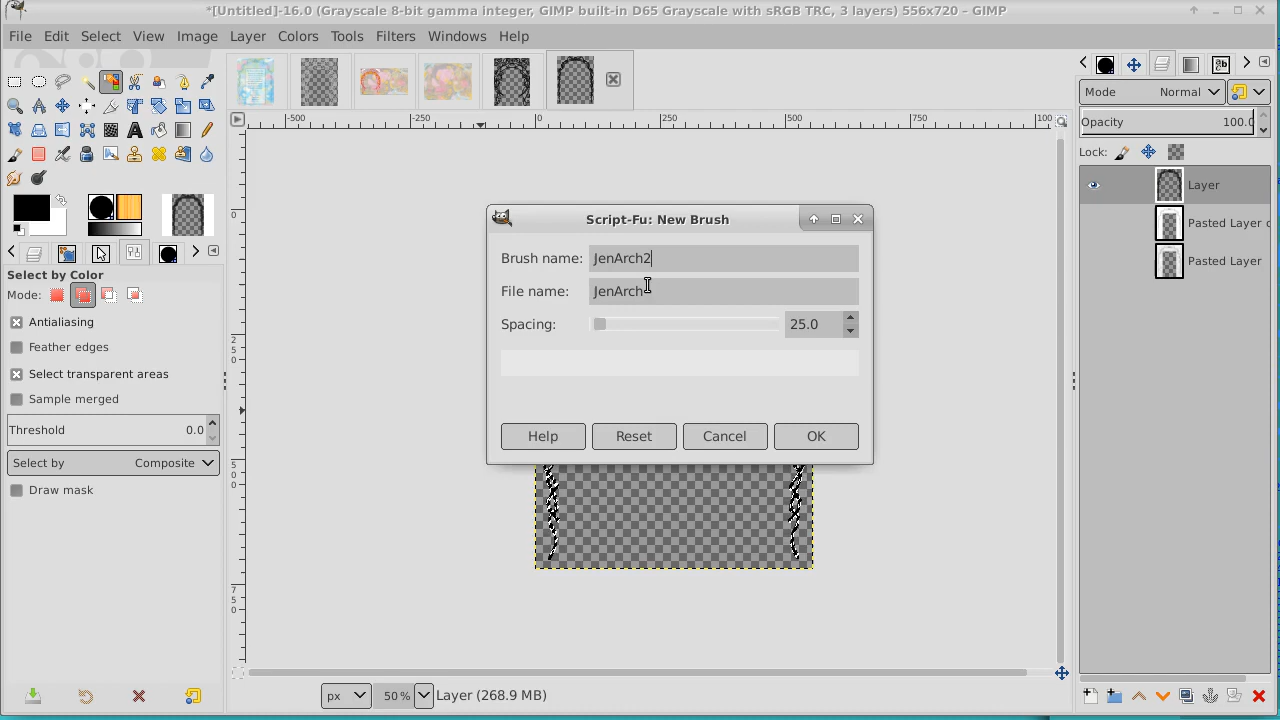 *[Untitled]-16.0 (Grayscale 8-bit gamma integer, GIMP built-in D65 Grayscale with sRGB TRC, 3 layers) 556x720 – GIMP
File Edit Select View Image Layer Colors Tools Filters Windows Help
Mode Normal
Opacity 100.0
Lock:
-500 -250 0 250 500 750 100
Layer
Pasted Layer
Pasted Layer
Select by Color
Mode:
Antialiasing
Feather edges
Select transparent areas
Sample merged
Threshold 0.0
Select by Composite
Draw mask
0
250
500
750
Script-Fu: New Brush
Brush name: JenArch2
File name: JenArch
Spacing: 25.0
Help Reset Cancel OK
px 50 % Layer (268.9 MB)